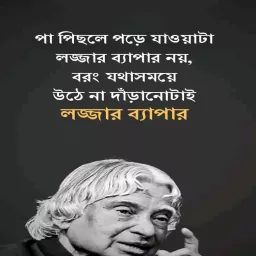 পা পিছলে পড়ে যাওয়াটা
লজ্জার ব্যাপার নয়,
বরং যথাসময়ে
উঠে না দাঁড়ানোটাই
লজ্জার ব্যাপার